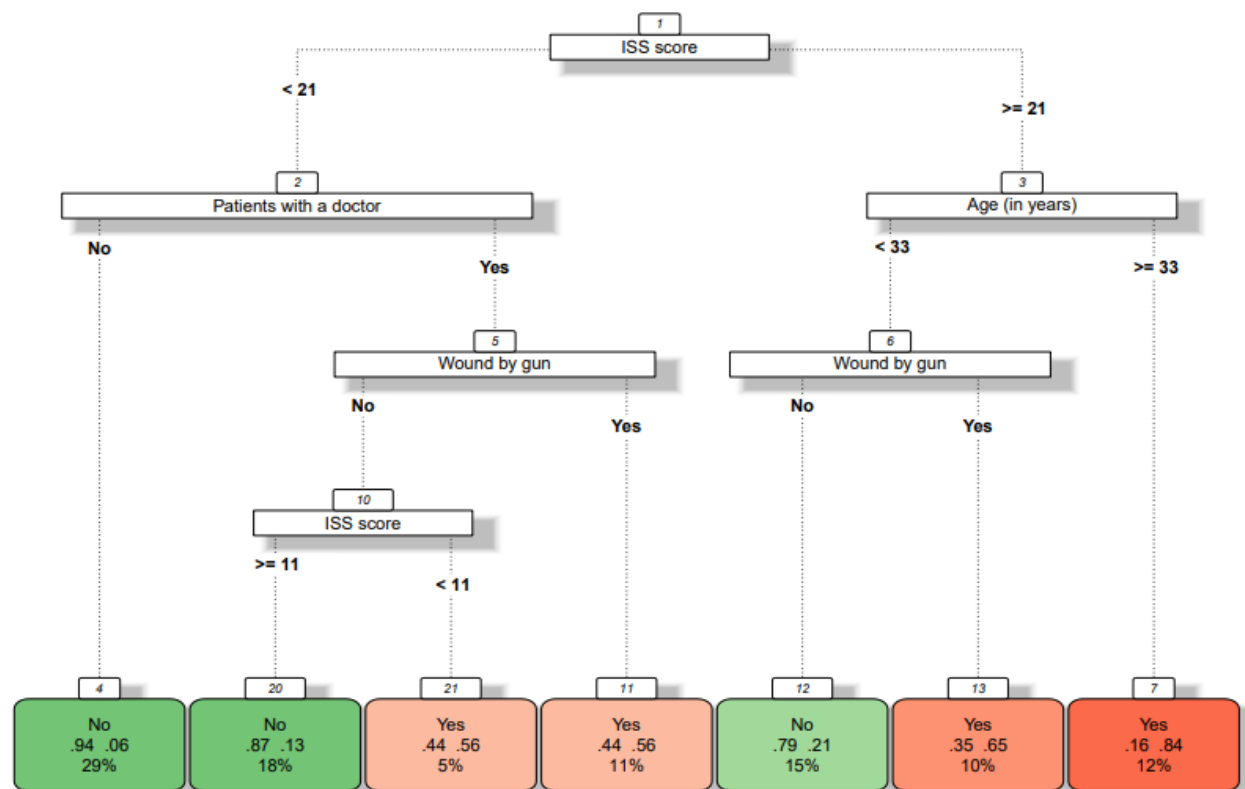 1
ISS score
< 21
>= 21
2
Patients with a doctor
3
Age (in years)
No
Yes
< 33
>= 33
5
Wound by gun
6
Wound by gun
No
Yes
No
Yes
10
ISS score
>= 11
< 11
4
No
.94 .06
29%
20
No
.87 .13
18%
21
Yes
.44 .56
5%
11
Yes
.44 .56
11%
12
No
.79 .21
15%
13
Yes
.35 .65
10%
7
Yes
.16 .84
12%